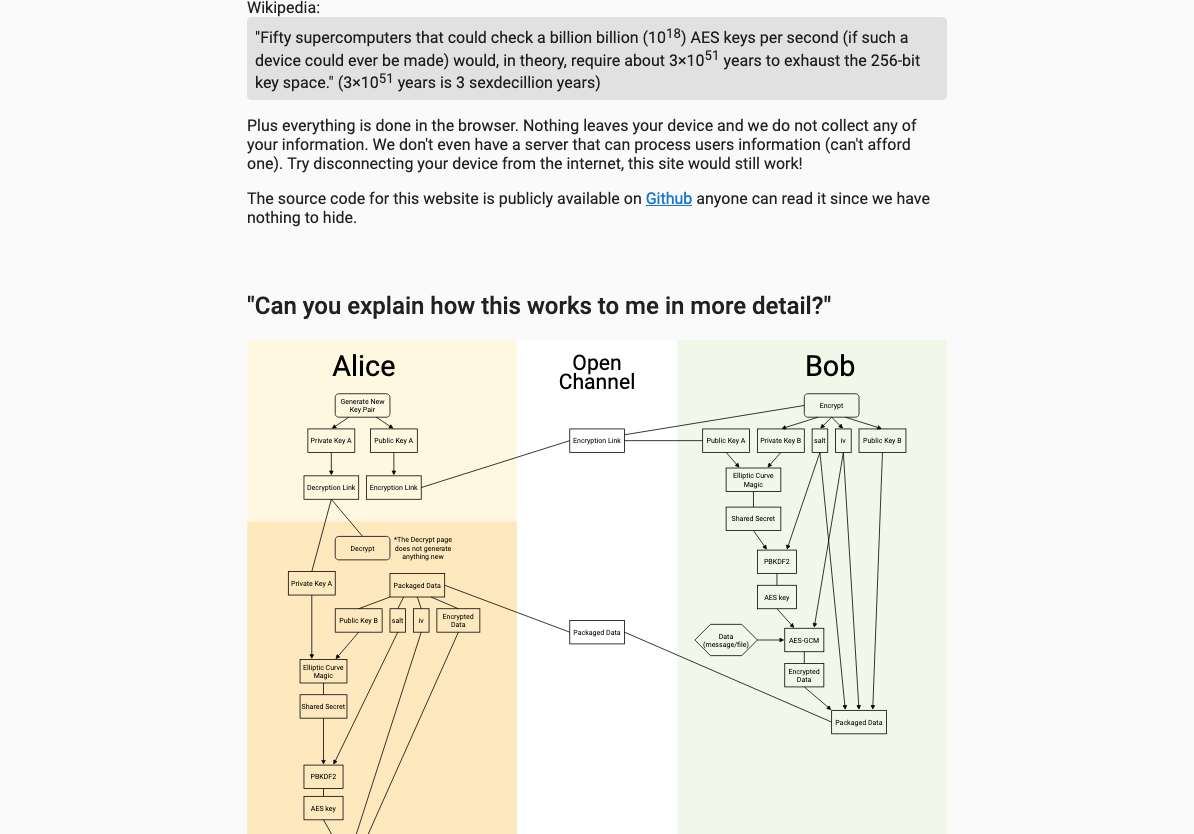 Wikipedia:
"Fifty supercomputers that could check a billion billion (10¹⁸) AES keys per second (if such a
device could ever be made) would, in theory, require about 3×10⁵¹ years to exhaust the 256-bit
key space." (3×10⁵¹ years is 3 sexdecillion years)
Plus everything is done in the browser. Nothing leaves your device and we do not collect any of
your information. We don't even have a server that can process users information (can't afford
one). Try disconnecting your device from the internet, this site would still work!
The source code for this website is publicly available on Github anyone can read it since we have
nothing to hide.
"Can you explain how this works to me in more detail?"
Alice
Generate New
Key Pair
Private Key A
Public Key A
Decryption Link
Encryption Link
Decrypt
*The Decrypt page
does not generate
anything new
Private Key A
Packaged Data
Public Key B
salt
iv
Encrypted
Data
Elliptic Curve
Magic
Shared Secret
PBKDF2
AES key
Open
Channel
Encryption Link
Packaged Data
Bob
Encrypt
Public Key A
Private Key B
salt
iv
Public Key B
Elliptic Curve
Magic
Shared Secret
PBKDF2
AES key
Data
(message/file)
AES-GCM
Encrypted
Data
Packaged Data